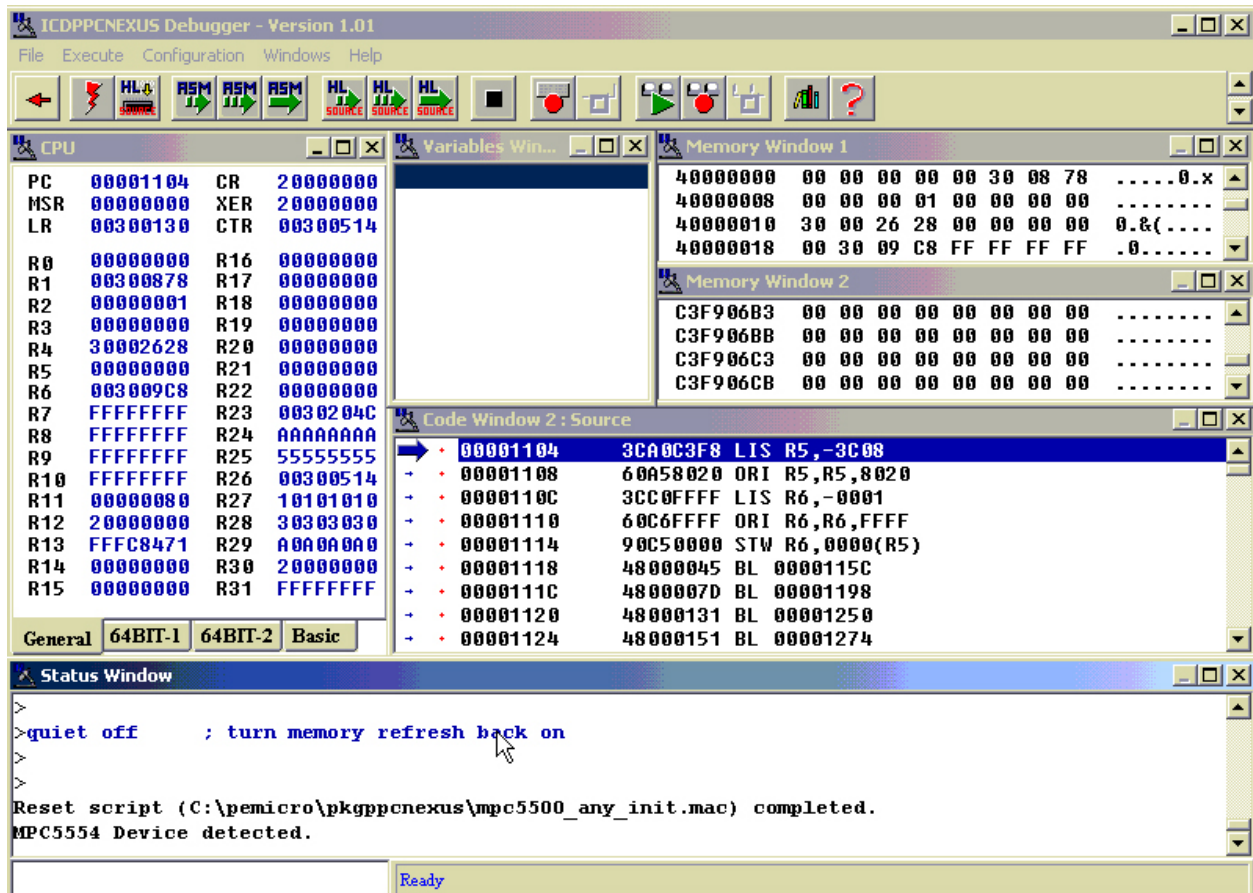 ICDPPCNEXUS Debugger - Version 1.01
File Execute Configuration Windows Help
HL SOURCE ASM ASM ASM HL SOURCE HL SOURCE HL SOURCE ?
CPU
PC 00001104 CR 20000000
MSR 00000000 XER 20000000
LR 00300130 CTR 00300514
R0 00000000 R16 00000000
R1 00300878 R17 00000000
R2 00000001 R18 00000000
R3 00000000 R19 00000000
R4 30002628 R20 00000000
R5 00000000 R21 00000000
R6 003009C8 R22 00000000
R7 FFFFFFFF R23 0030204C
R8 FFFFFFFF R24 AAAAAAAA
R9 FFFFFFFF R25 55555555
R10 FFFFFFFF R26 00300514
R11 00000080 R27 10101010
R12 20000000 R28 30303030
R13 FFFC8471 R29 A0A0A0A0
R14 00000000 R30 20000000
R15 00000000 R31 FFFFFFFF
General 64BIT-1 64BIT-2 Basic
Variables Win...
Memory Window 1
40000000 00 00 00 00 00 30 08 78 .....0.x
40000008 00 00 00 01 00 00 00 00 ........
40000010 30 00 26 28 00 00 00 00 0.&(....
40000018 00 30 09 C8 FF FF FF FF .0......
Memory Window 2
C3F906B3 00 00 00 00 00 00 00 00 ........
C3F906BB 00 00 00 00 00 00 00 00 ........
C3F906C3 00 00 00 00 00 00 00 00 ........
C3F906CB 00 00 00 00 00 00 00 00 ........
Code Window 2 : Source
00001104 3CA0C3F8 LIS R5,-3C08
00001108 60A58020 ORI R5,R5,8020
0000110C 3CC0FFFF LIS R6,-0001
00001110 60C6FFFF ORI R6,R6,FFFF
00001114 90C50000 STW R6,0000(R5)
00001118 48000045 BL 0000115C
0000111C 4800007D BL 00001198
00001120 48000131 BL 00001250
00001124 48000151 BL 00001274
Status Window
>
>quiet off ; turn memory refresh back on
>
>
Reset script (C:\pemicro\pkgppcnexus\mpc5500_any_init.mac) completed.
MPC5554 Device detected.
Ready